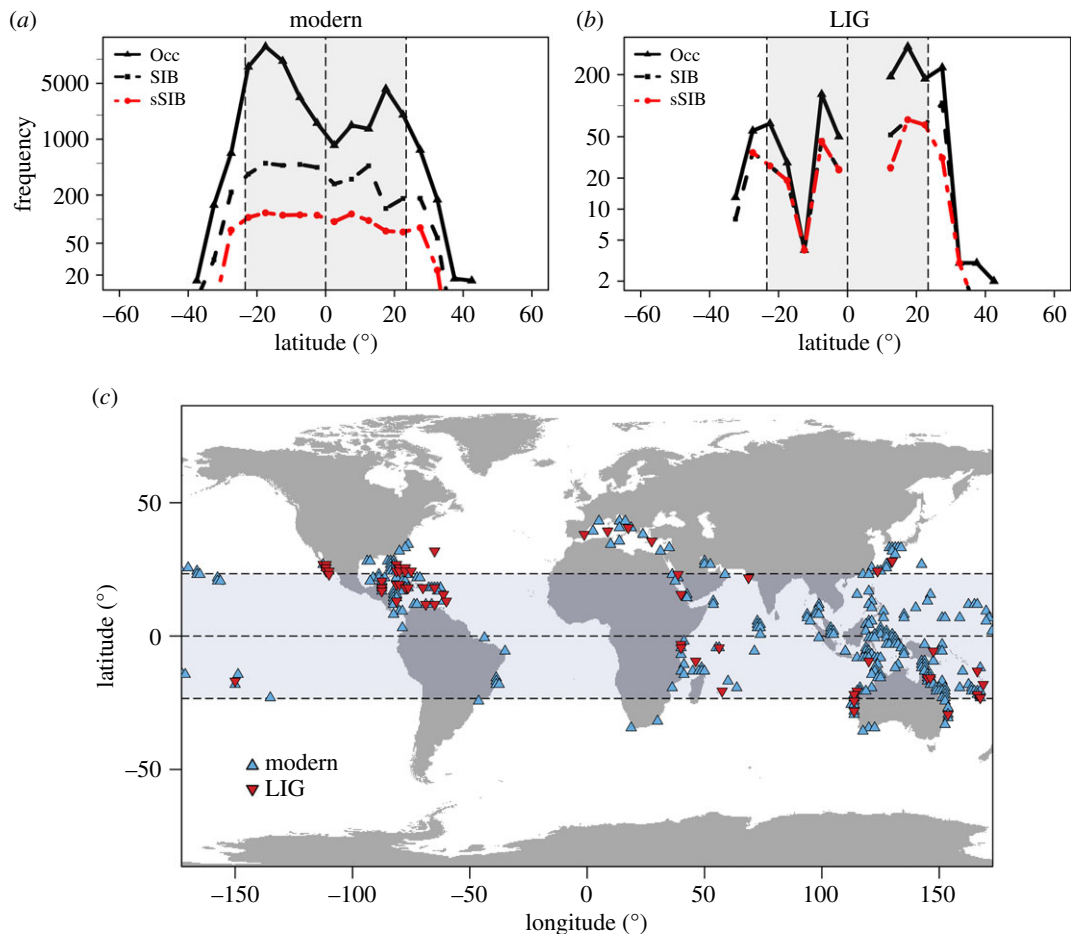 (a) modern
Occ
SIB
sSIB
frequency
5000
1000
200
50
20
–60 –40 –20 0 20 40 60
latitude (°)
(b) LIG
Occ
SIB
sSIB
200
50
20
10
5
2
–60 –40 –20 0 20 40 60
latitude (°)
(c)
latitude (°)
50
0
–50
modern
LIG
–150 –100 –50 0 50 100 150
longitude (°)